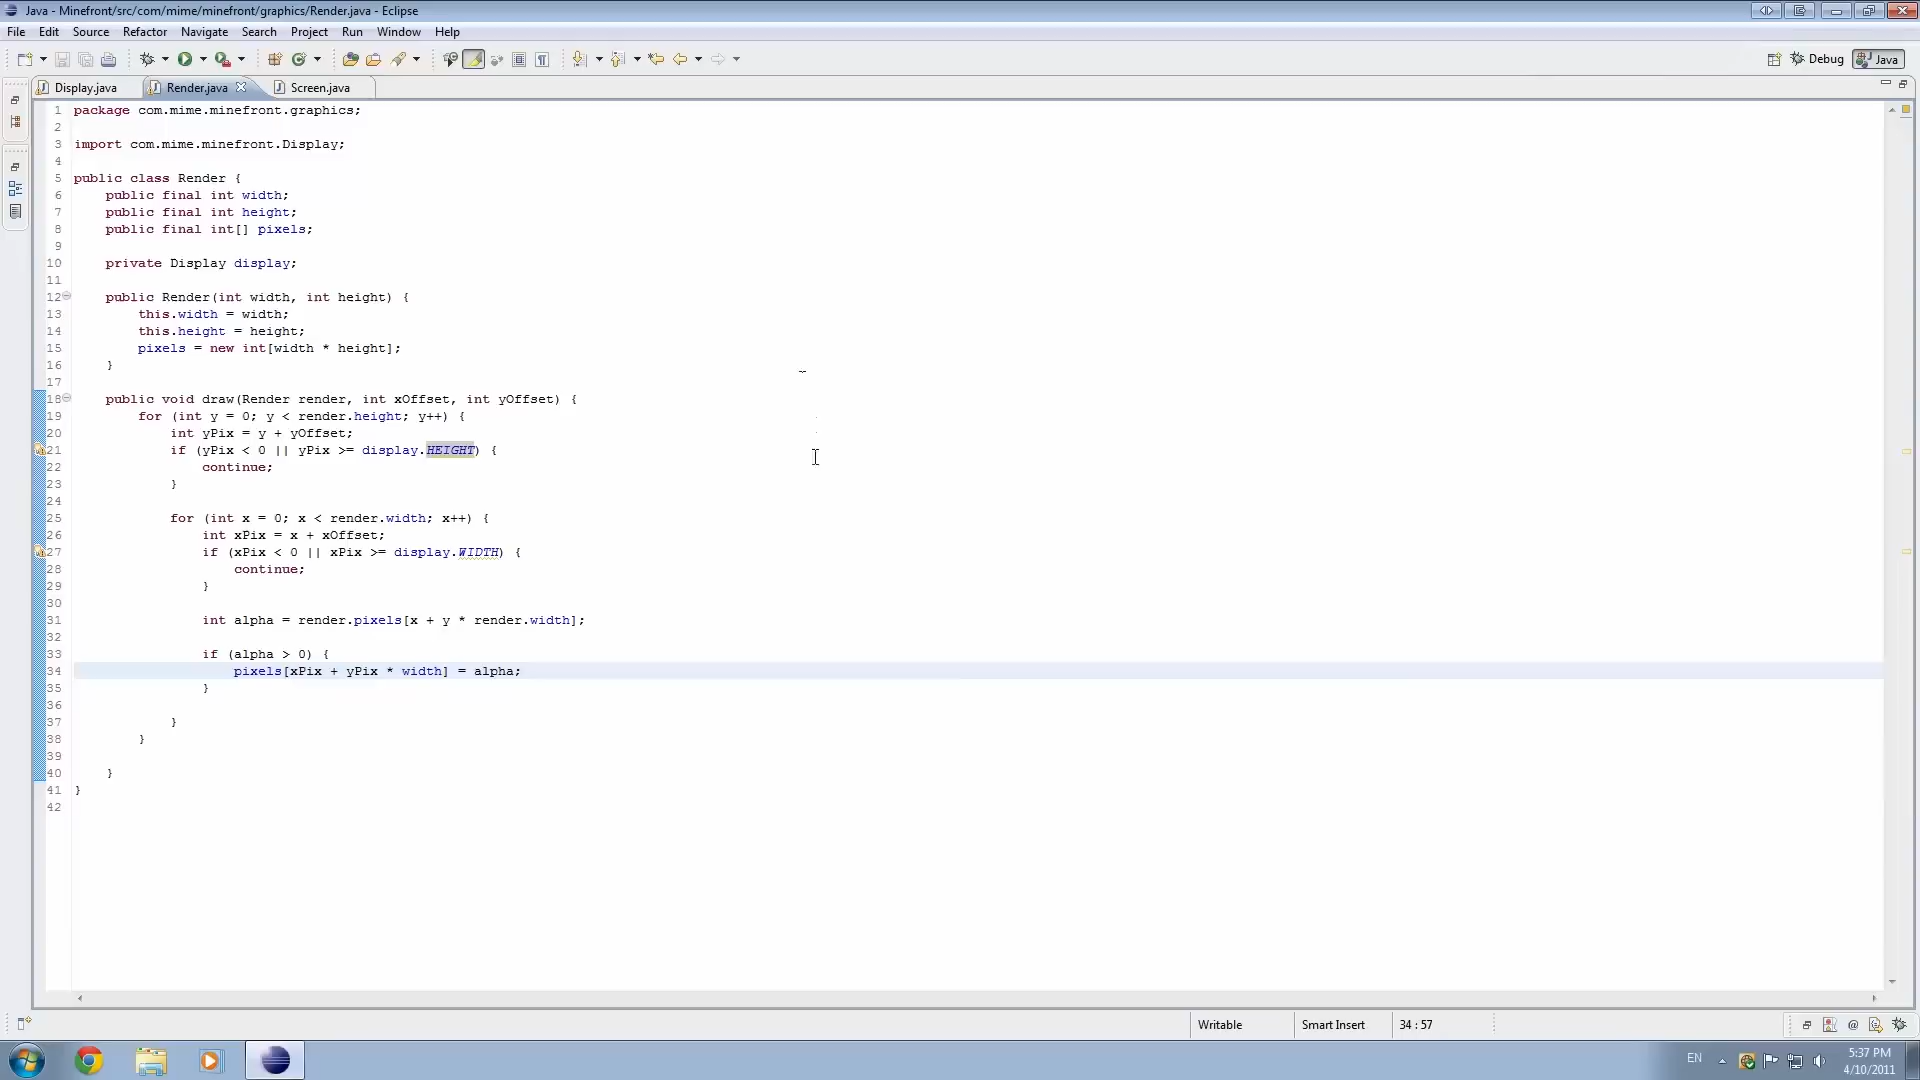 Java - Minefront/src/com/mime/minefront/graphics/Render.java - Eclipse
File Edit Source Refactor Navigate Search Project Run Window Help
Debug Java
Display.java Render.java Screen.java
1 package com.mime.minefront.graphics;
2
3 import com.mime.minefront.Display;
4
5 public class Render {
6 public final int width;
7 public final int height;
8 public final int[] pixels;
9
10 private Display display;
11
12 public Render(int width, int height) {
13 this.width = width;
14 this.height = height;
15 pixels = new int[width * height];
16 }
17
18 public void draw(Render render, int xOffset, int yOffset) {
19 for (int y = 0; y < render.height; y++) {
20 int yPix = y + yOffset;
21 if (yPix < 0 || yPix >= display.HEIGHT) {
22 continue;
23 }
24
25 for (int x = 0; x < render.width; x++) {
26 int xPix = x + xOffset;
27 if (xPix < 0 || xPix >= display.WIDTH) {
28 continue;
29 }
30
31 int alpha = render.pixels[x + y * render.width];
32
33 if (alpha > 0) {
34 pixels[xPix + yPix * width] = alpha;
35 }
36
37 }
38 }
39
40 }
41 }
42
Writable Smart Insert 34 : 57
EN 5:37 PM
4/10/2011